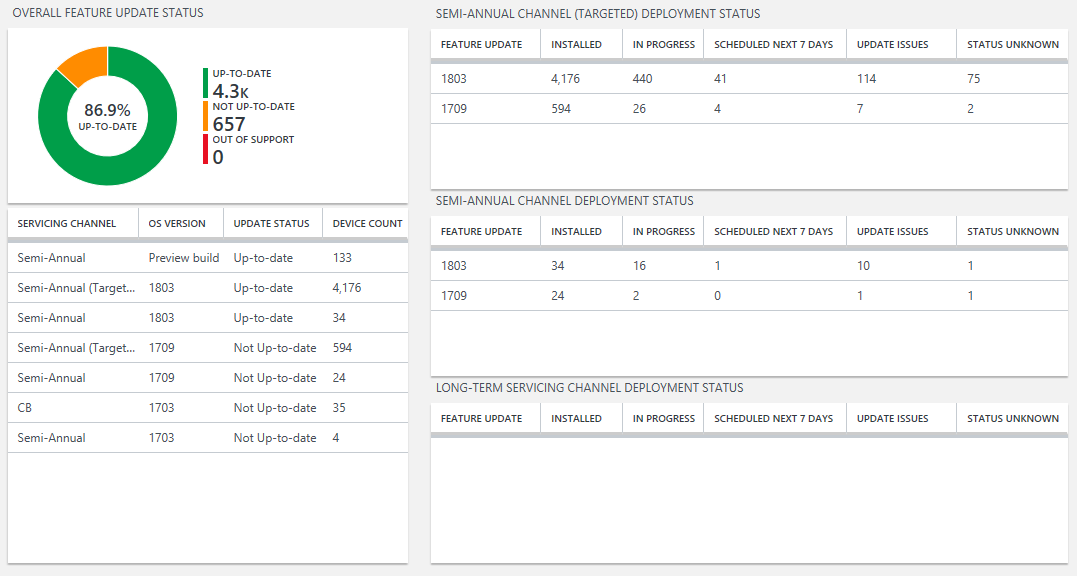 OVERALL FEATURE UPDATE STATUS
86.9%
UP-TO-DATE
UP-TO-DATE
4.3K
NOT UP-TO-DATE
657
OUT OF SUPPORT
0
SERVICING CHANNEL OS VERSION UPDATE STATUS DEVICE COUNT
Semi-Annual Preview build Up-to-date 133
Semi-Annual (Target... 1803 Up-to-date 4,176
Semi-Annual 1803 Up-to-date 34
Semi-Annual (Target... 1709 Not Up-to-date 594
Semi-Annual 1709 Not Up-to-date 24
CB 1703 Not Up-to-date 35
Semi-Annual 1703 Not Up-to-date 4
SEMI-ANNUAL CHANNEL (TARGETED) DEPLOYMENT STATUS
FEATURE UPDATE INSTALLED IN PROGRESS SCHEDULED NEXT 7 DAYS UPDATE ISSUES STATUS UNKNOWN
1803 4,176 440 41 114 75
1709 594 26 4 7 2
SEMI-ANNUAL CHANNEL DEPLOYMENT STATUS
FEATURE UPDATE INSTALLED IN PROGRESS SCHEDULED NEXT 7 DAYS UPDATE ISSUES STATUS UNKNOWN
1803 34 16 1 10 1
1709 24 2 0 1 1
LONG-TERM SERVICING CHANNEL DEPLOYMENT STATUS
FEATURE UPDATE INSTALLED IN PROGRESS SCHEDULED NEXT 7 DAYS UPDATE ISSUES STATUS UNKNOWN